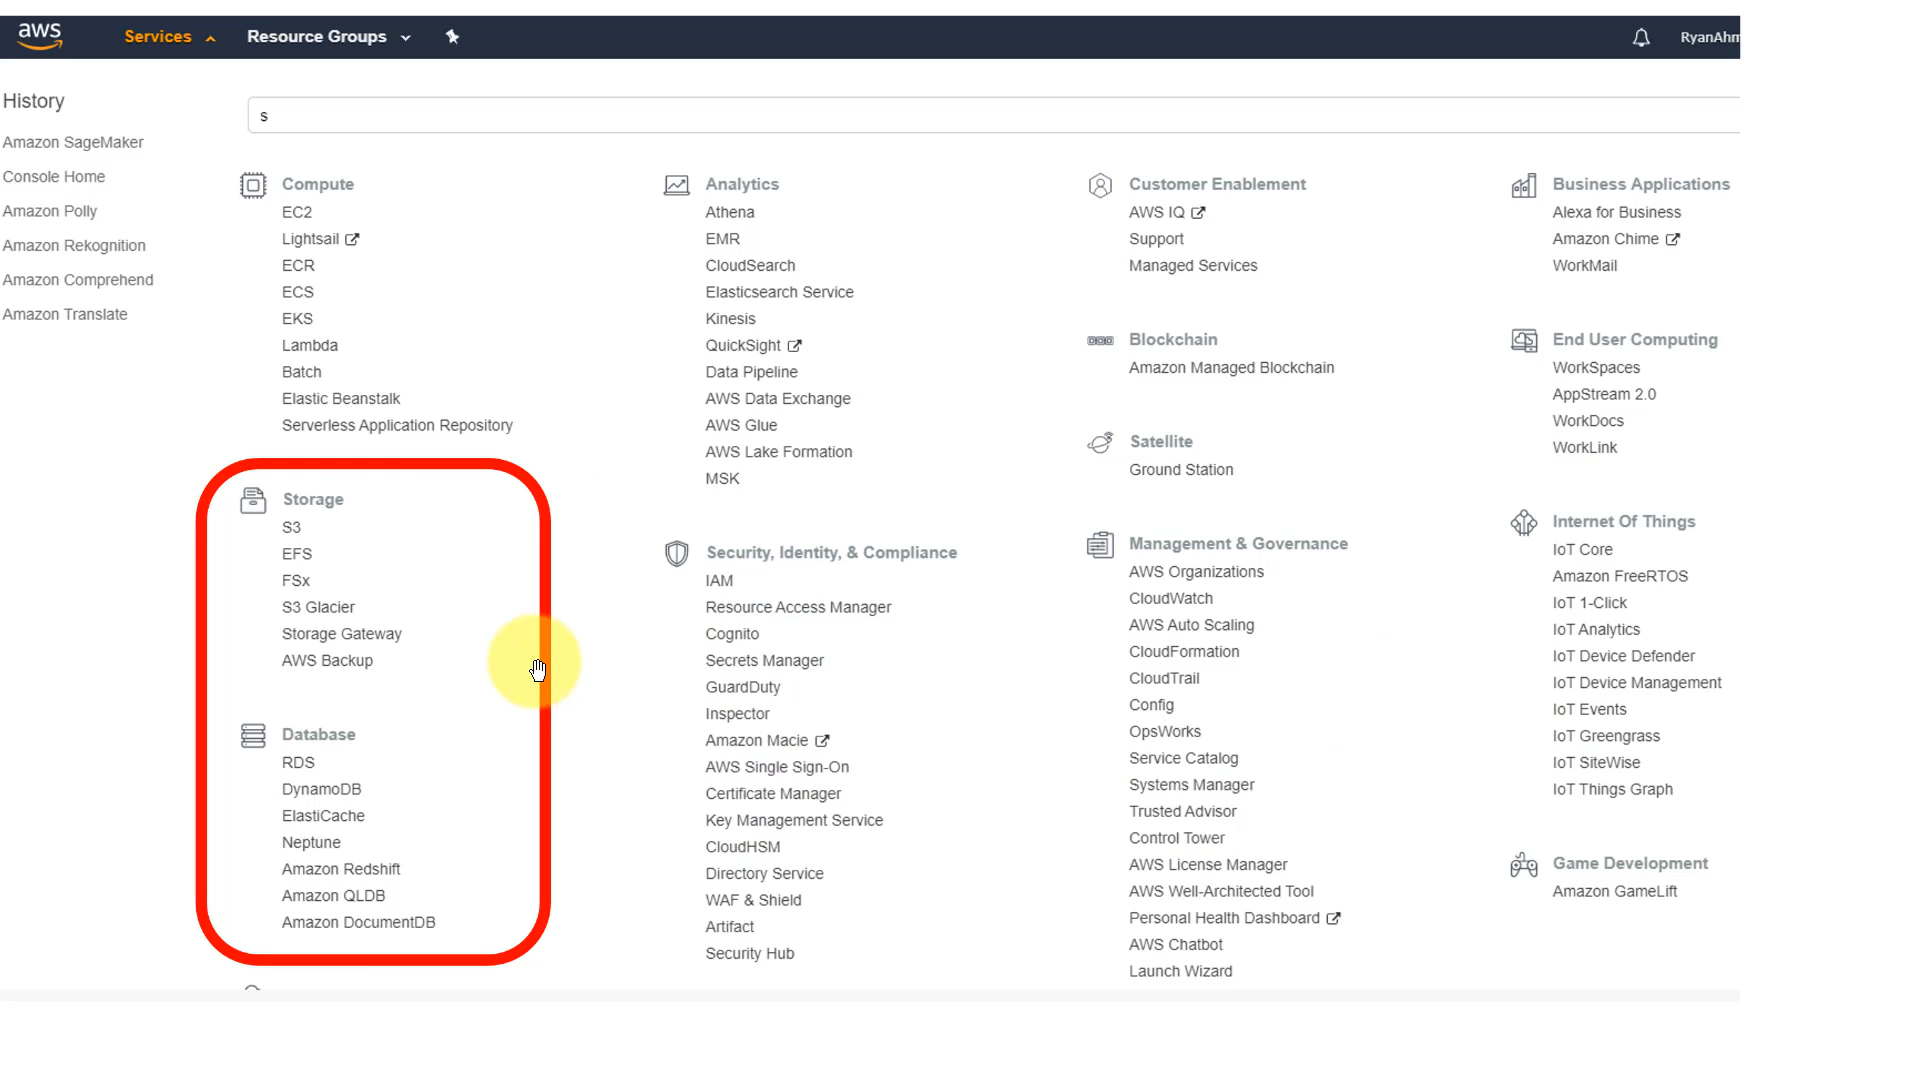 aws
Services
Resource Groups
RyanAhm
History
Amazon SageMaker
Console Home
Amazon Polly
Amazon Rekognition
Amazon Comprehend
Amazon Translate
s
Compute
EC2
Lightsail
ECR
ECS
EKS
Lambda
Batch
Elastic Beanstalk
Serverless Application Repository
Storage
S3
EFS
FSx
S3 Glacier
Storage Gateway
AWS Backup
Database
RDS
DynamoDB
ElastiCache
Neptune
Amazon Redshift
Amazon QLDB
Amazon DocumentDB
Analytics
Athena
EMR
CloudSearch
Elasticsearch Service
Kinesis
QuickSight
Data Pipeline
AWS Data Exchange
AWS Glue
AWS Lake Formation
MSK
Security, Identity, & Compliance
IAM
Resource Access Manager
Cognito
Secrets Manager
GuardDuty
Inspector
Amazon Macie
AWS Single Sign-On
Certificate Manager
Key Management Service
CloudHSM
Directory Service
WAF & Shield
Artifact
Security Hub
Customer Enablement
AWS IQ
Support
Managed Services
Blockchain
Amazon Managed Blockchain
Satellite
Ground Station
Management & Governance
AWS Organizations
CloudWatch
AWS Auto Scaling
CloudFormation
CloudTrail
Config
OpsWorks
Service Catalog
Systems Manager
Trusted Advisor
Control Tower
AWS License Manager
AWS Well-Architected Tool
Personal Health Dashboard
AWS Chatbot
Launch Wizard
Business Applications
Alexa for Business
Amazon Chime
WorkMail
End User Computing
WorkSpaces
AppStream 2.0
WorkDocs
WorkLink
Internet Of Things
IoT Core
Amazon FreeRTOS
IoT 1-Click
IoT Analytics
IoT Device Defender
IoT Device Management
IoT Events
IoT Greengrass
IoT SiteWise
IoT Things Graph
Game Development
Amazon GameLift